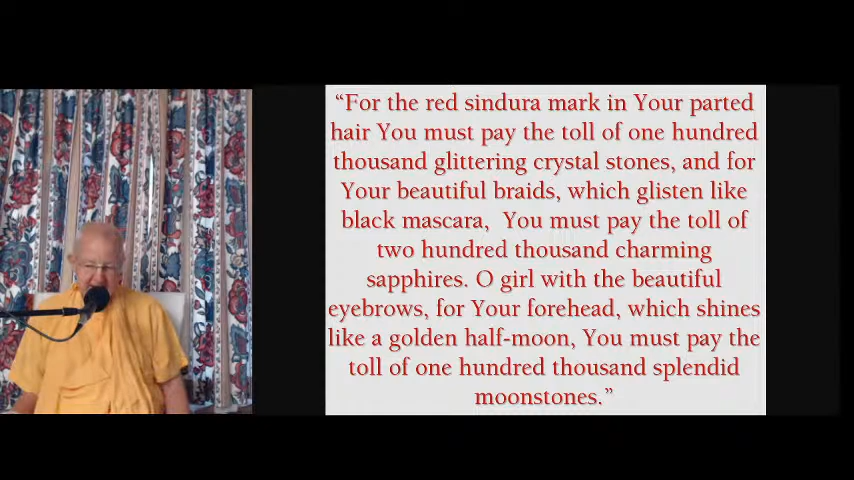 “For the red sindura mark in Your parted
hair You must pay the toll of one hundred
thousand glittering crystal stones, and for
Your beautiful braids, which glisten like
black mascara,  You must pay the toll of
two hundred thousand charming
sapphires. O girl with the beautiful
eyebrows, for Your forehead, which shines
like a golden half-moon, You must pay the
toll of one hundred thousand splendid
moonstones.”